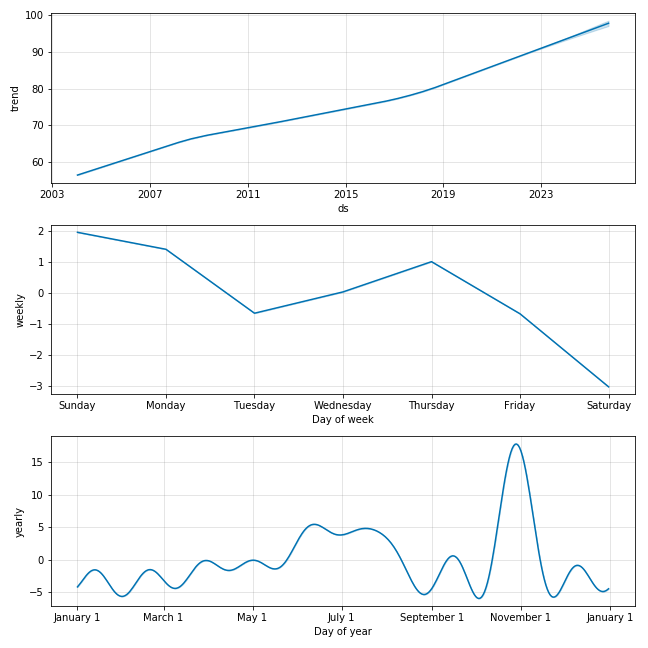 100
90
80
70
60
trend
2003 2007 2011 2015 2019 2023
ds
2
1
0
−1
−2
−3
weekly
Sunday Monday Tuesday Wednesday Thursday Friday Saturday
Day of week
15
10
5
0
−5
yearly
January 1 March 1 May 1 July 1 September 1 November 1 January 1
Day of year